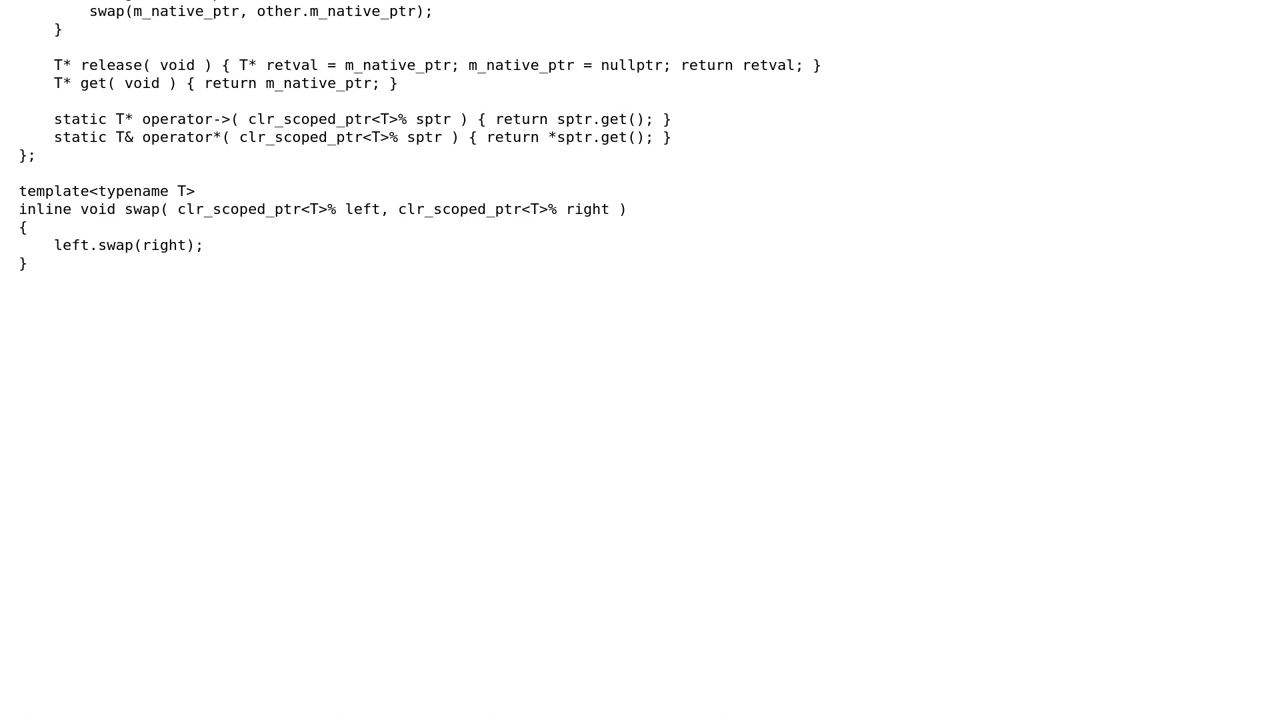 swap(m_native_ptr, other.m_native_ptr);
    }

    T* release( void ) { T* retval = m_native_ptr; m_native_ptr = nullptr; return retval; }
    T* get( void ) { return m_native_ptr; }

    static T* operator->( clr_scoped_ptr<T>% sptr ) { return sptr.get(); }
    static T& operator*( clr_scoped_ptr<T>% sptr ) { return *sptr.get(); }
};

template<typename T>
inline void swap( clr_scoped_ptr<T>% left, clr_scoped_ptr<T>% right )
{
    left.swap(right);
}